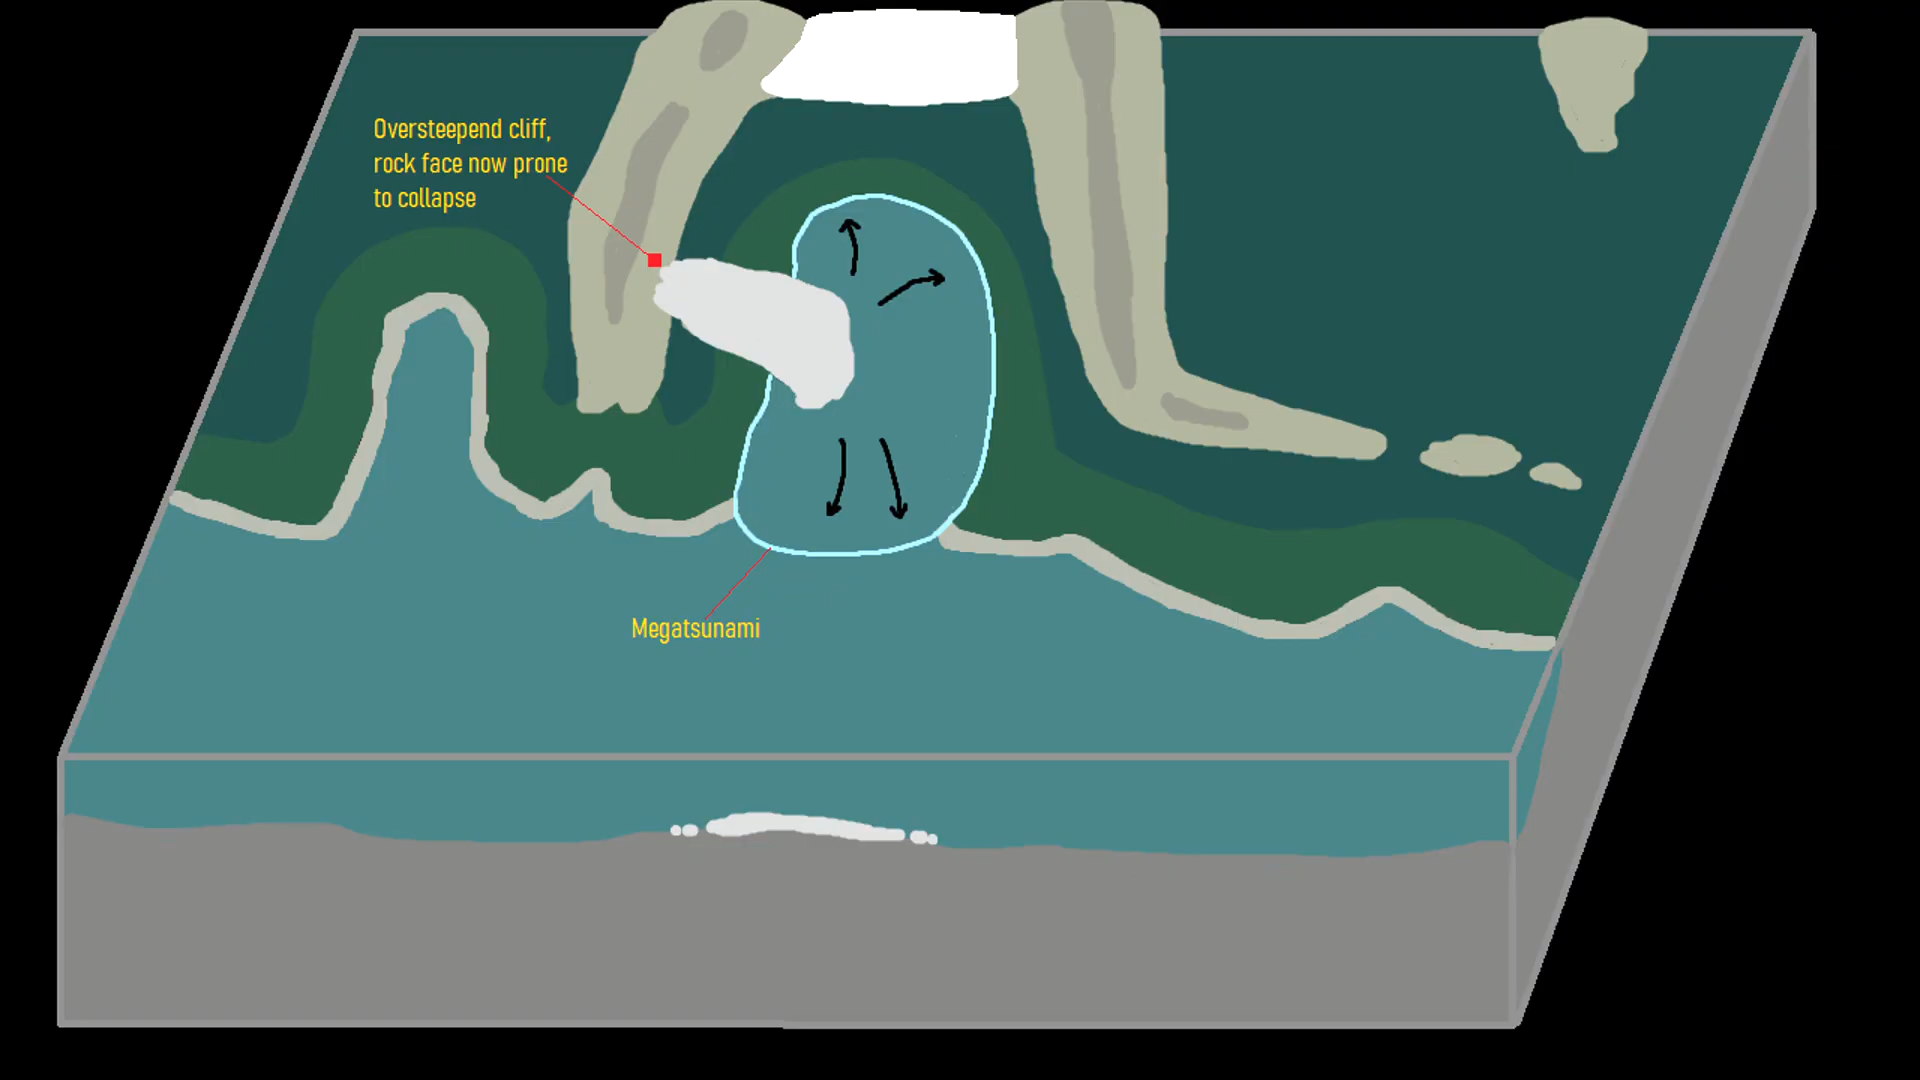 Oversteepend cliff,
rock face now prone
to collapse
Megatsunami